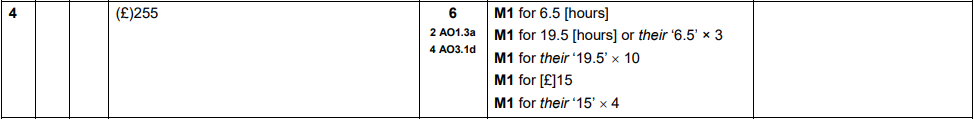 4 (£)255 6 M1 for 6.5 [hours]
2 AO1.3a M1 for 19.5 [hours] or their ‘6.5’ × 3
4 AO3.1d M1 for their ‘19.5’ × 10
M1 for [£]15
M1 for their ‘15’ × 4